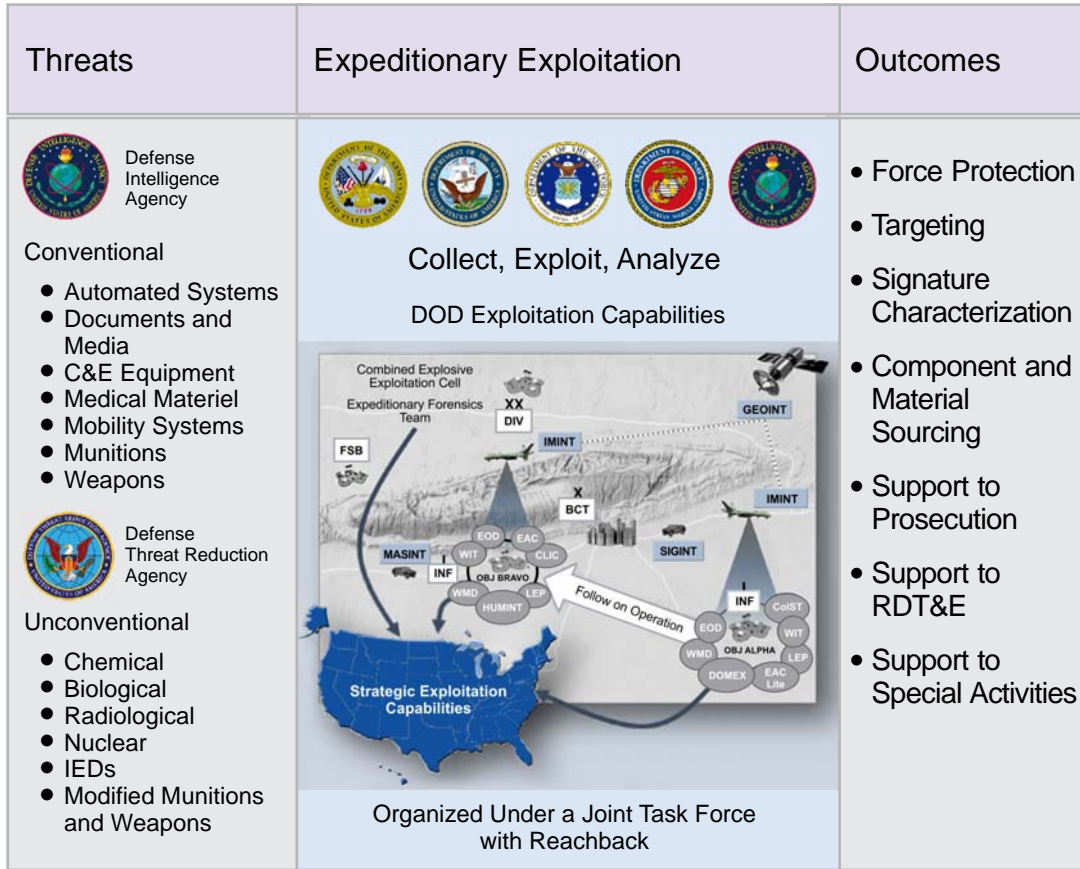 Threats
Expeditionary Exploitation
Outcomes
Defense
Intelligence
Agency
Conventional
• Automated Systems
• Documents and
Media
• C&E Equipment
• Medical Materiel
• Mobility Systems
• Munitions
• Weapons
Defense
Threat Reduction
Agency
Unconventional
• Chemical
• Biological
• Radiological
• Nuclear
• IEDs
• Modified Munitions
and Weapons
Collect, Exploit, Analyze
DOD Exploitation Capabilities
Combined Explosive
Exploitation Cell
Expeditionary Forensics
Team
XX
DIV
IMINT
GEOINT
FSB
X
BCT
IMINT
MASINT
SIGINT
I
INF
EOD
EAC
WIT
CLIC
OBJ BRAVO
WMD
LEP
HUMINT
Follow on Operation
I
INF
EOD
CoIST
WIT
OBJ ALPHA
WMD
LEP
DOMEX
EAC
Lite
Strategic Exploitation
Capabilities
Organized Under a Joint Task Force
with Reachback
• Force Protection
• Targeting
• Signature
Characterization
• Component and
Material
Sourcing
• Support to
Prosecution
• Support to
RDT&E
• Support to
Special Activities